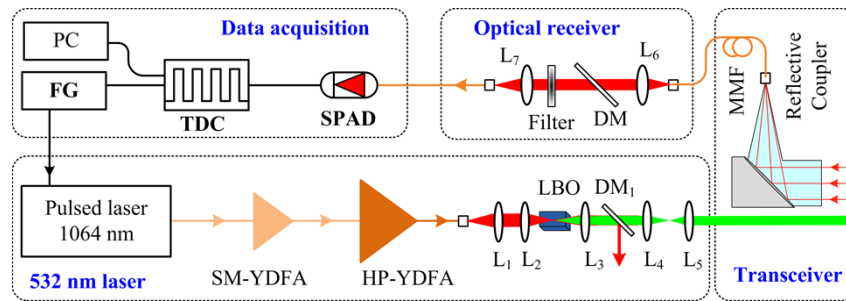 Data acquisition
PC
FG
TDC
SPAD
Optical receiver
L7
Filter
DM
L6
MMF
Reflective
Coupler
Pulsed laser
1064 nm
532 nm laser
SM-YDFA
HP-YDFA
LBO
DM1
L1
L2
L3
L4
L5
Transceiver